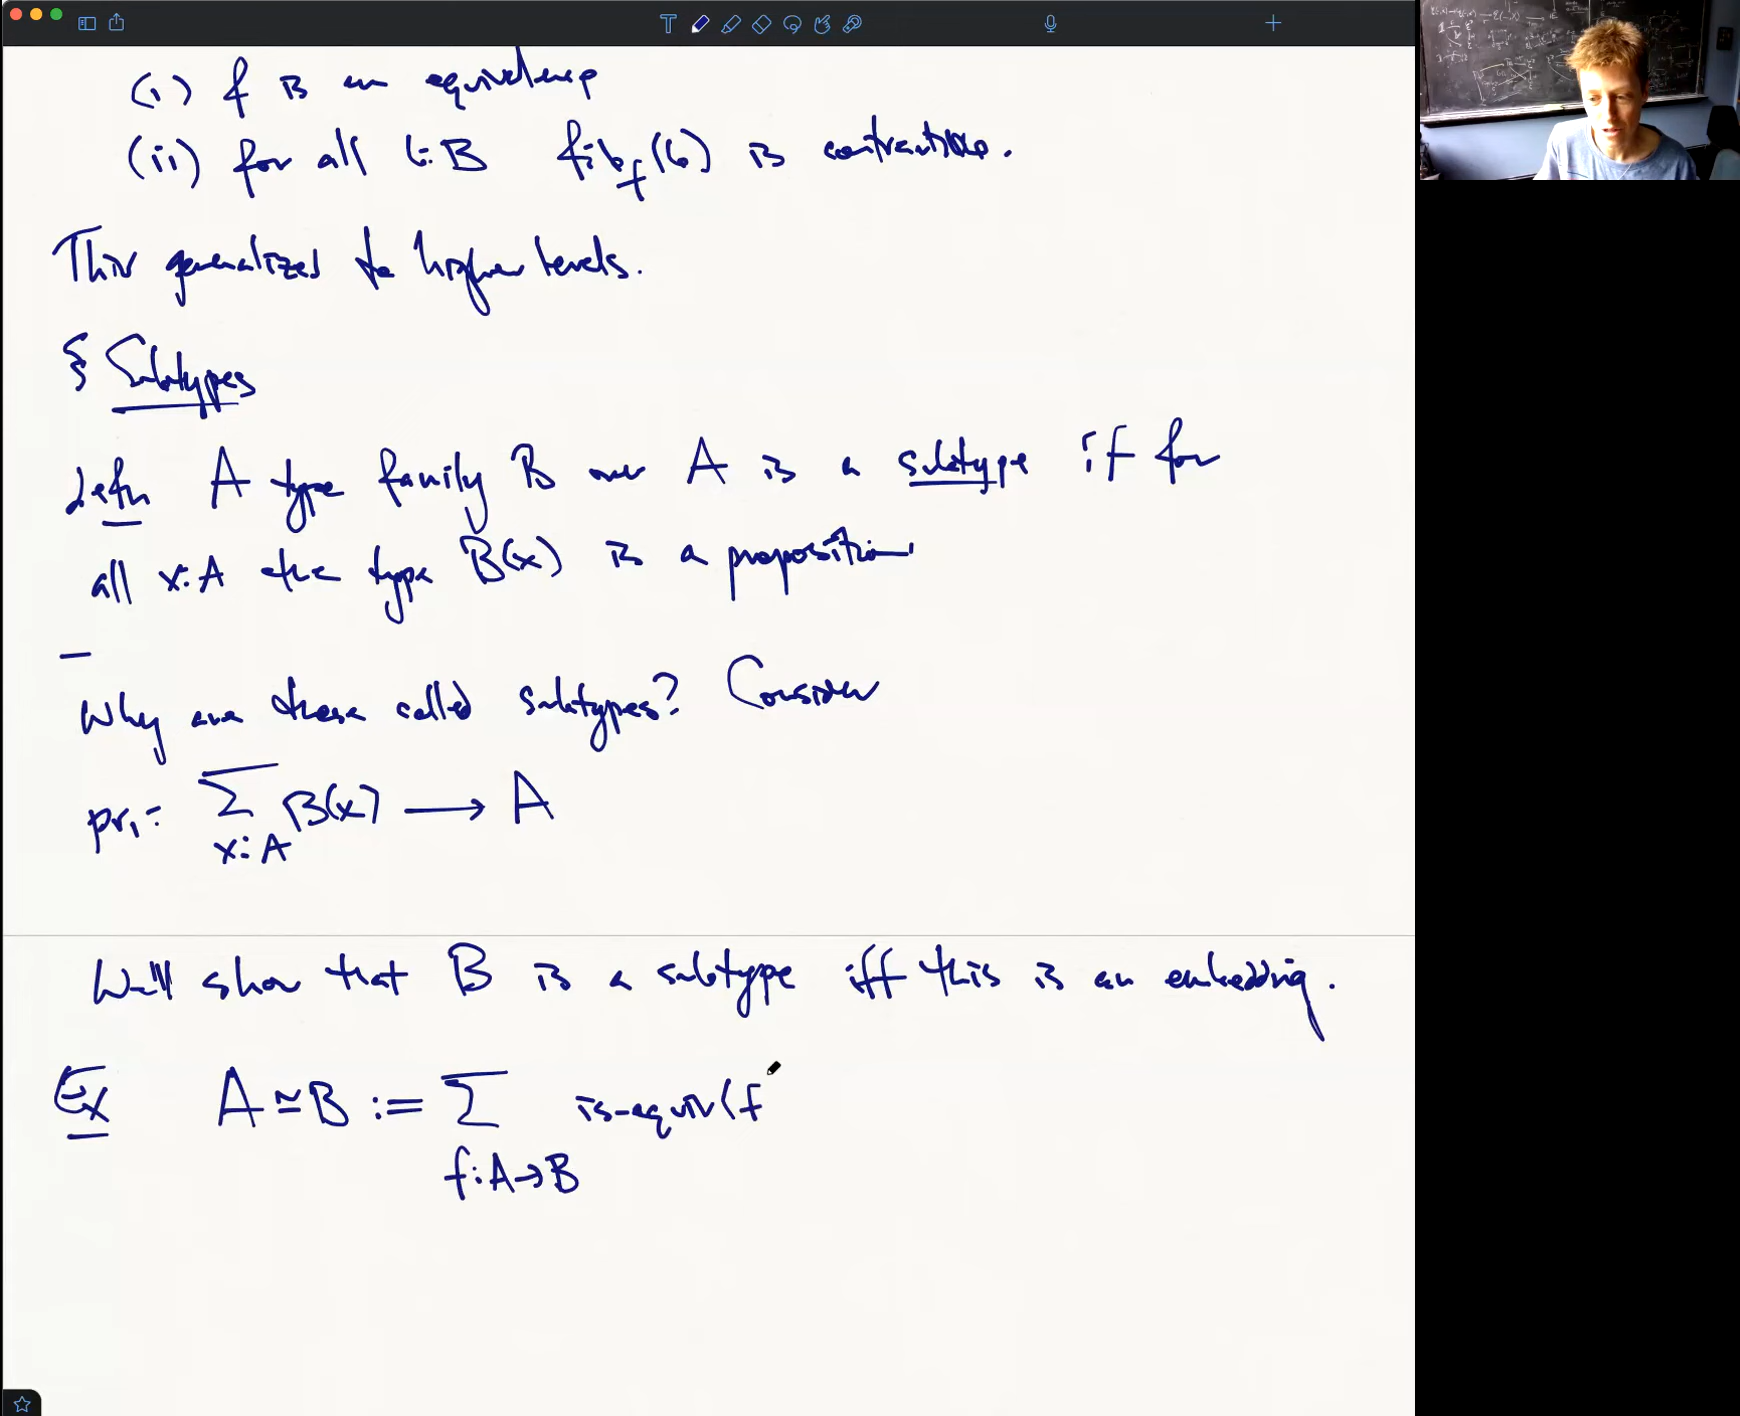 (i) f is an equivalence
(ii) for all b:B fib_f(b) is contractible.
This generalizes to higher levels.
§ Subtypes
defn A type family B over A is a subtype if for
all x:A the type B(x) is a proposition
Why are these called subtypes? Consider
pr₁: Σ_{x:A} B(x) ⟶ A
We'll show that B is a subtype iff this is an embedding.
Ex A ≃ B := Σ_{f:A→B} is-equiv(f